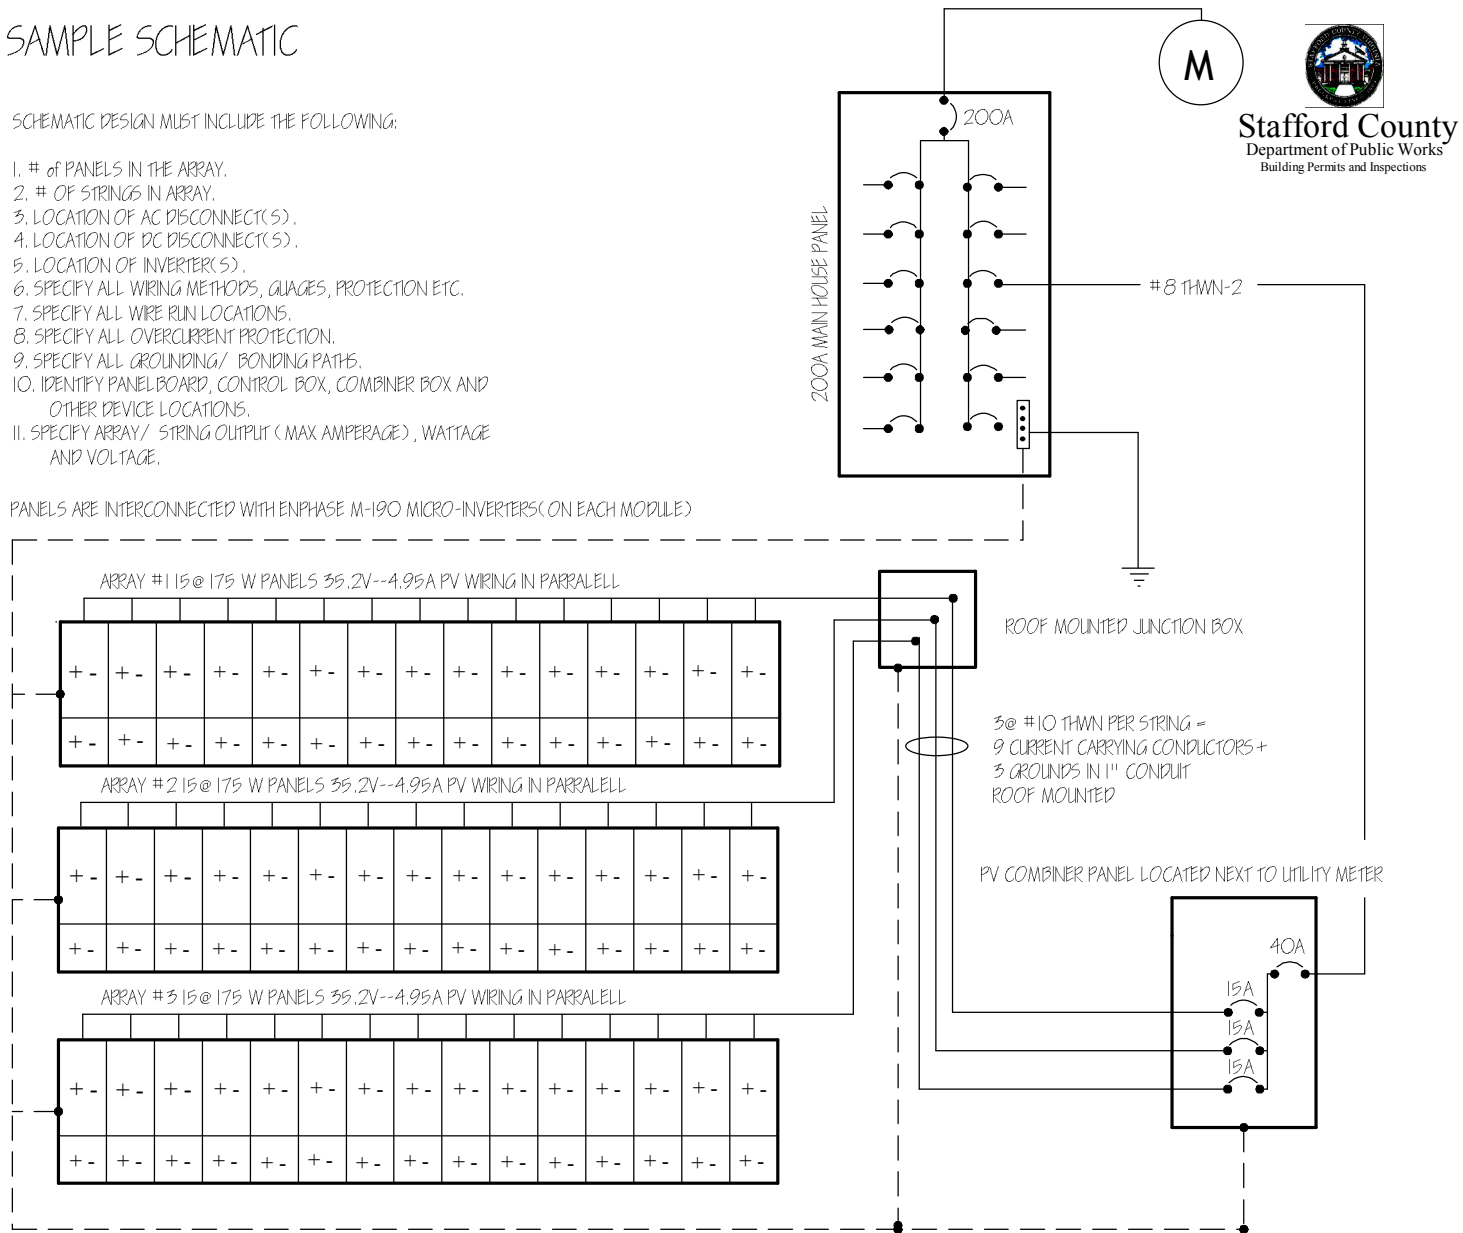 SAMPLE SCHEMATIC
SCHEMATIC DESIGN MUST INCLUDE THE FOLLOWING:
1. # of PANELS IN THE ARRAY.
2. # OF STRINGS IN ARRAY.
3. LOCATION OF AC DISCONNECT(S).
4. LOCATION OF DC DISCONNECT(S).
5. LOCATION OF INVERTER(S).
6. SPECIFY ALL WIRING METHODS, GUAGES, PROTECTION ETC.
7. SPECIFY ALL WIRE RUN LOCATIONS.
8. SPECIFY ALL OVERCURRENT PROTECTION.
9. SPECIFY ALL GROUNDING/ BONDING PATHS.
10. IDENTIFY PANELBOARD, CONTROL BOX, COMBINER BOX AND
OTHER DEVICE LOCATIONS.
11. SPECIFY ARRAY/ STRING OUTPUT (MAX AMPERAGE), WATTAGE
AND VOLTAGE.
PANELS ARE INTERCONNECTED WITH ENPHASE M-190 MICRO-INVERTERS(ON EACH MODULE)
M
Stafford County
Department of Public Works
Building Permits and Inspections
200A
200A MAIN HOUSE PANEL
#8 THWN-2
ARRAY #1 15@ 175 W PANELS 35.2V--4.95A PV WIRING IN PARRALELL
+- +- +- +- +- +- +- +- +- +- +- +- +- +- +-
+- +- +- +- +- +- +- +- +- +- +- +- +- +- +-
ROOF MOUNTED JUNCTION BOX
3@ #10 THWN PER STRING =
9 CURRENT CARRYING CONDUCTORS +
3 GROUNDS IN 1" CONDUIT
ROOF MOUNTED
ARRAY #2 15@ 175 W PANELS 35.2V--4.95A PV WIRING IN PARRALELL
+- +- +- +- +- +- +- +- +- +- +- +- +- +- +-
+- +- +- +- +- +- +- +- +- +- +- +- +- +- +-
PV COMBINER PANEL LOCATED NEXT TO UTILITY METER
40A
15A
15A
15A
ARRAY #3 15@ 175 W PANELS 35.2V--4.95A PV WIRING IN PARRALELL
+- +- +- +- +- +- +- +- +- +- +- +- +- +- +-
+- +- +- +- +- +- +- +- +- +- +- +- +- +- +-